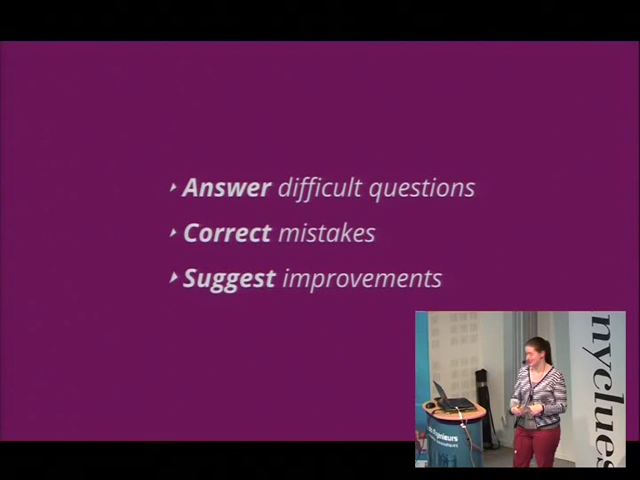 Answer difficult questions
Correct mistakes
Suggest improvements
nyclues